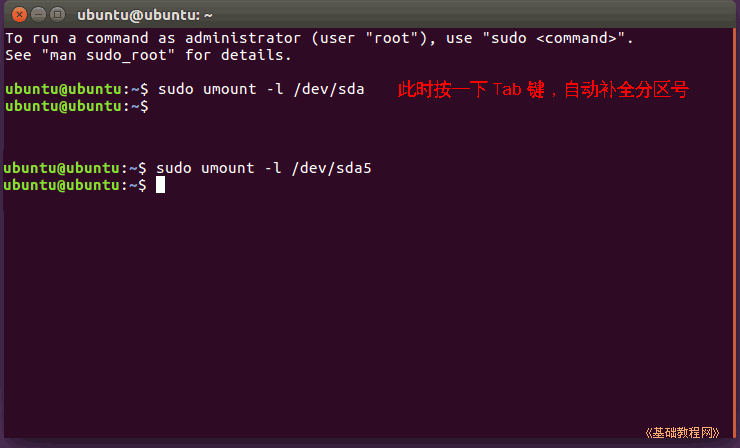 ubuntu@ubuntu: ~
To run a command as administrator (user "root"), use "sudo <command>".
See "man sudo_root" for details.
ubuntu@ubuntu:~$ sudo umount -l /dev/sda 此时按一下 Tab 键，自动补全分区号
ubuntu@ubuntu:~$
ubuntu@ubuntu:~$ sudo umount -l /dev/sda5
ubuntu@ubuntu:~$
《基础教程网》